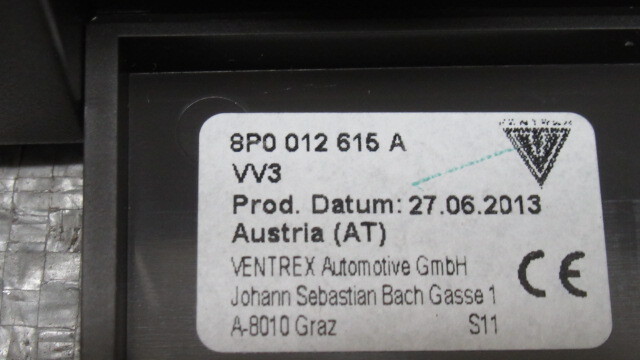 8P0 012 615 A
VENTREX
VV3
Prod. Datum: 27.06.2013
Austria (AT)
VENTREX Automotive GmbH
Johann Sebastian Bach Gasse 1
A-8010 Graz
S11
CE